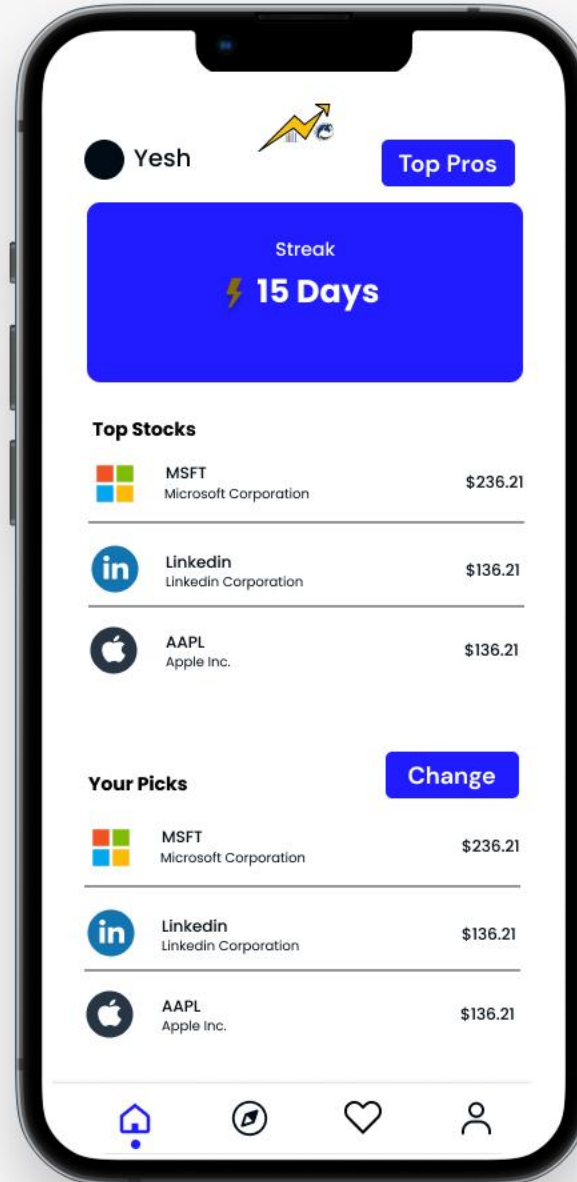 Yesh
Top Pros
Streak
15 Days
Top Stocks
MSFT
Microsoft Corporation
$236.21
in
Linkedin
Linkedin Corporation
$136.21
AAPL
Apple Inc.
$136.21
Your Picks
Change
MSFT
Microsoft Corporation
$236.21
in
Linkedin
Linkedin Corporation
$136.21
AAPL
Apple Inc.
$136.21